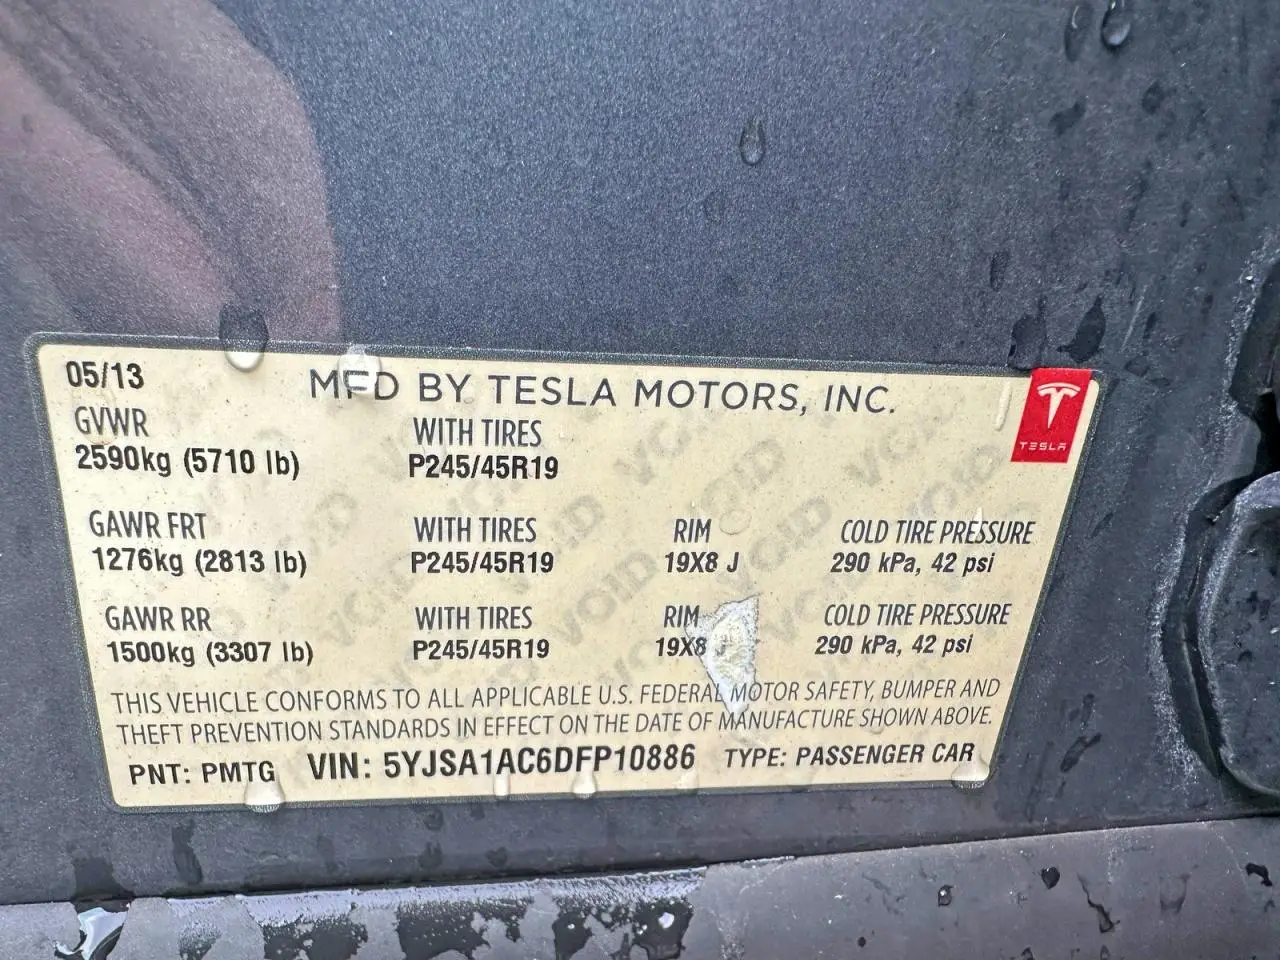 05/13
MFD BY TESLA MOTORS, INC.
TESLA
GVWR WITH TIRES
2590kg (5710 lb) P245/45R19
GAWR FRT WITH TIRES RIM COLD TIRE PRESSURE
1276kg (2813 lb) P245/45R19 19X8 J 290 kPa, 42 psi
GAWR RR WITH TIRES RIM COLD TIRE PRESSURE
1500kg (3307 lb) P245/45R19 19X8 J 290 kPa, 42 psi
THIS VEHICLE CONFORMS TO ALL APPLICABLE U.S. FEDERAL MOTOR SAFETY, BUMPER AND
THEFT PREVENTION STANDARDS IN EFFECT ON THE DATE OF MANUFACTURE SHOWN ABOVE.
PNT: PMTG VIN: 5YJSA1AC6DFP10886 TYPE: PASSENGER CAR
VOID